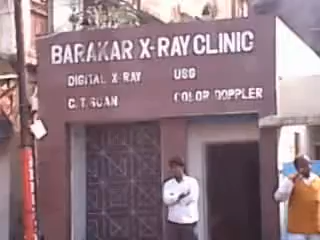 BARAKAR X-RAY CLINIC
DIGITAL X-RAY USG
C.T. SCAN COLOR DOPPLER